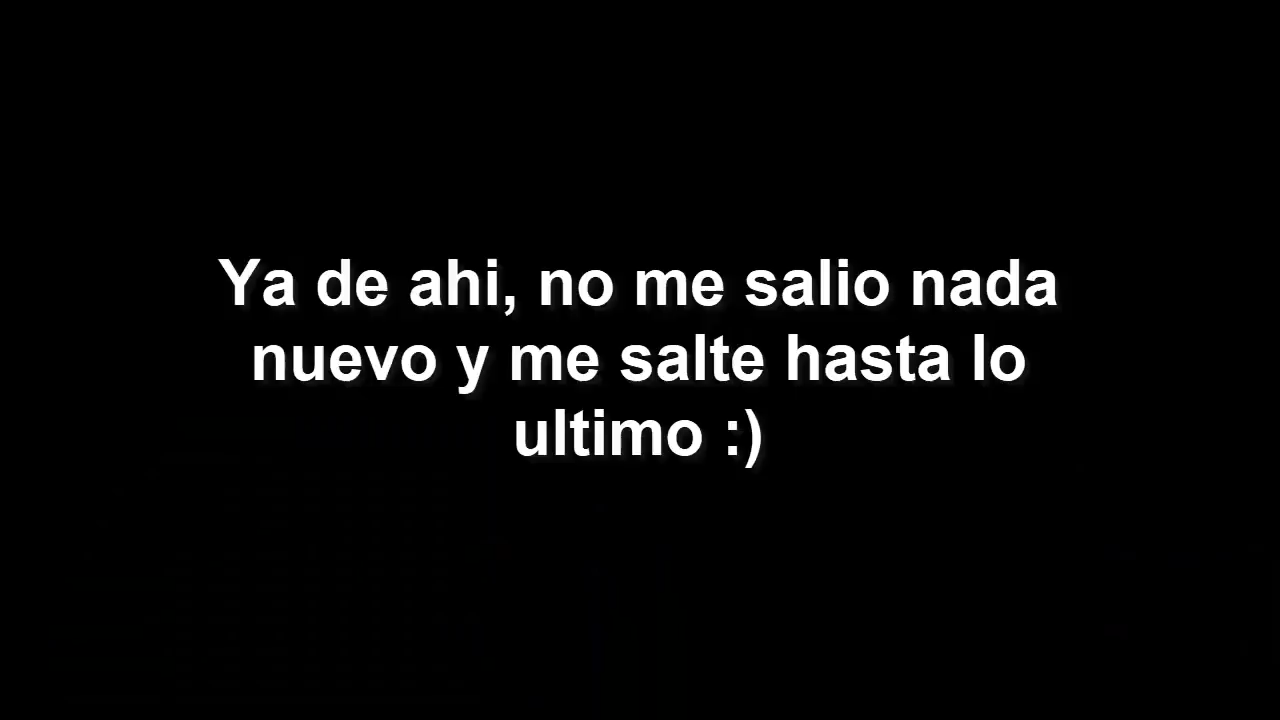 Ya de ahi, no me salio nada
nuevo y me salte hasta lo
ultimo :)